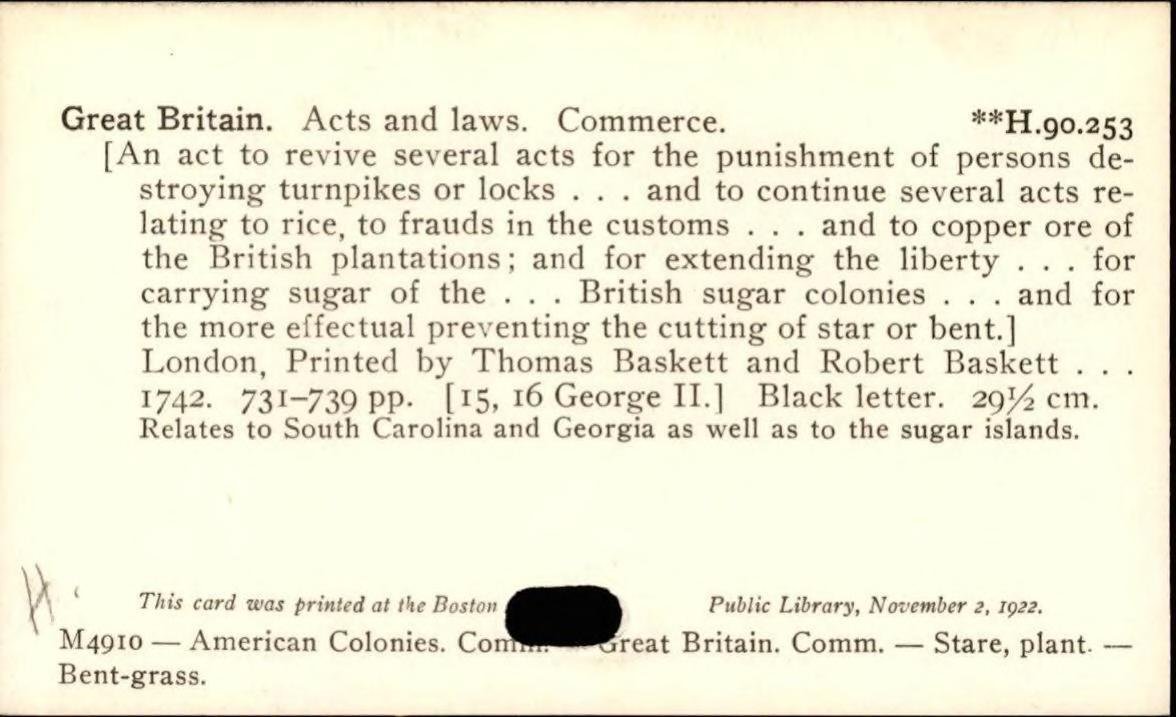 Great Britain. Acts and laws. Commerce. **H.90.253
[An act to revive several acts for the punishment of persons de-
stroying turnpikes or locks . . . and to continue several acts re-
lating to rice, to frauds in the customs . . . and to copper ore of
the British plantations; and for extending the liberty . . . for
carrying sugar of the . . . British sugar colonies . . . and for
the more effectual preventing the cutting of star or bent.]
London, Printed by Thomas Baskett and Robert Baskett . . .
1742. 731–739 pp. [15, 16 George II.] Black letter. 29½ cm.
Relates to South Carolina and Georgia as well as to the sugar islands.
H.
This card was printed at the Boston Public Library, November 2, 1922.
M4910 — American Colonies. Comm. — Great Britain. Comm. — Stare, plant. —
Bent-grass.